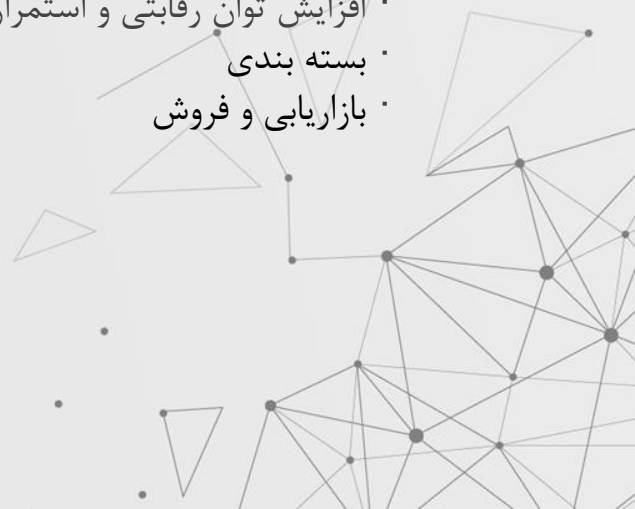 افزایش توان رقابتی و استمرار
بسته بندی
بازاریابی و فروش